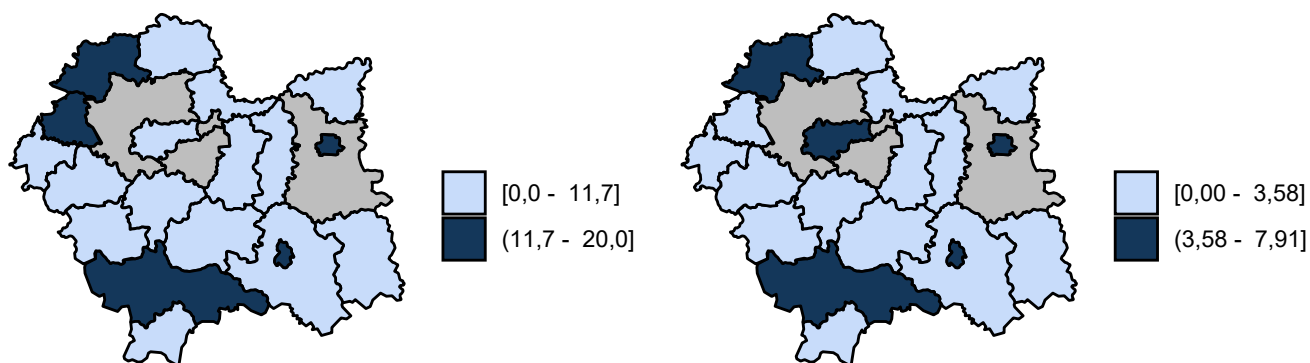 [0,0 -  11,7]
(11,7 -  20,0]
[0,00 -  3,58]
(3,58 -  7,91]